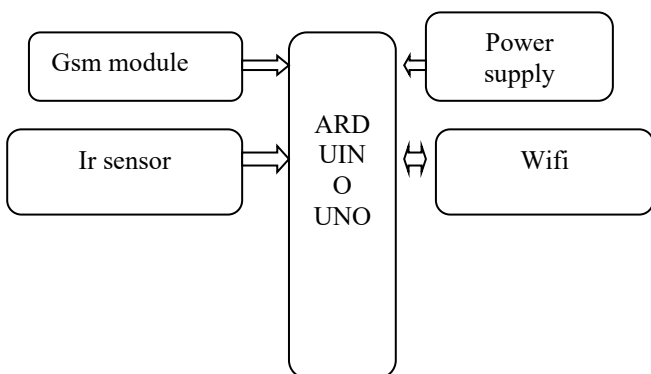 Gsm module
Power
supply
Ir sensor
ARD
UIN
O
UNO
Wifi